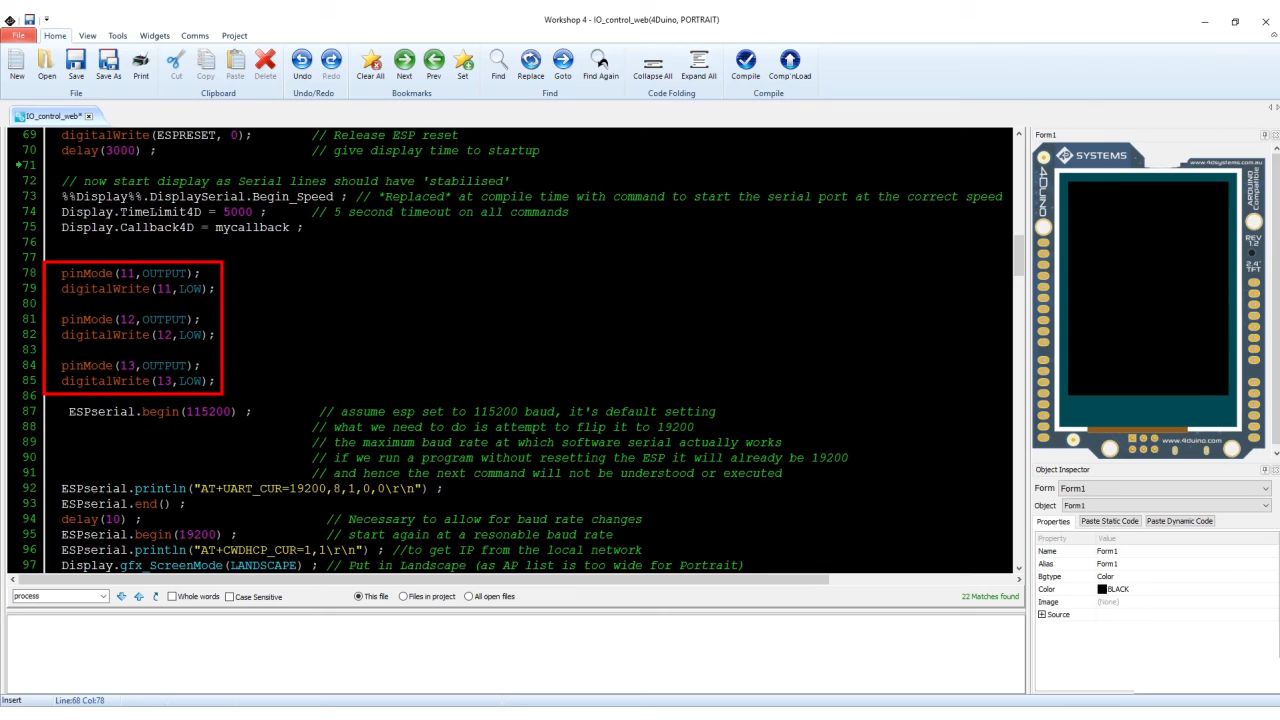 Workshop 4 - IO_control_web(4Duino, PORTRAIT)
File Home View Tools Widgets Comms Project
New Open Save Save As Print Cut Copy Paste Delete Undo Redo Clear All Next Prev Set Find Replace Goto Find Again Collapse All Expand All Compile Comp'nLoad
File Clipboard Undo/Redo Bookmarks Find Code Folding Compile
IO_control_web*
69 digitalWrite(ESPRESET, 0); // Release ESP reset
70 delay(3000) ; // give display time to startup
71
72 // now start display as Serial lines should have 'stabilised'
73 %%Display%%.DisplaySerial.Begin_Speed ; // *Replaced* at compile time with command to start the serial port at the correct speed
74 Display.TimeLimit4D = 5000 ; // 5 second timeout on all commands
75 Display.Callback4D = mycallback ;
76
77
78 pinMode(11,OUTPUT);
79 digitalWrite(11,LOW);
80
81 pinMode(12,OUTPUT);
82 digitalWrite(12,LOW);
83
84 pinMode(13,OUTPUT);
85 digitalWrite(13,LOW);
86
87 ESPserial.begin(115200) ; // assume esp set to 115200 baud, it's default setting
88 // what we need to do is attempt to flip it to 19200
89 // the maximum baud rate at which software serial actually works
90 // if we run a program without resetting the ESP it will already be 19200
91 // and hence the next command will not be understood or executed
92 ESPserial.println("AT+UART_CUR=19200,8,1,0,0\r\n") ;
93 ESPserial.end() ;
94 delay(10) ; // Necessary to allow for baud rate changes
95 ESPserial.begin(19200) ; // start again at a resonable baud rate
96 ESPserial.println("AT+CWDHCP_CUR=1,1\r\n") ; //to get IP from the local network
97 Display.gfx_ScreenMode(LANDSCAPE) ; // Put in Landscape (as AP list is too wide for Portrait)
process Whole words Case Sensitive This file Files in project All open files 22 Matches found
Insert Line:68 Col:78
Form1
SYSTEMS
www.4dsystems.com.au
4DUINO
ARDUINO
Compatible
REV
1.2
2.4"
TFT
www.4duino.com
Object Inspector
Form Form1
Object Form1
Properties Paste Static Code Paste Dynamic Code
Property Value
Name Form1
Alias Form1
Bgtype Color
Color BLACK
Image (None)
Source